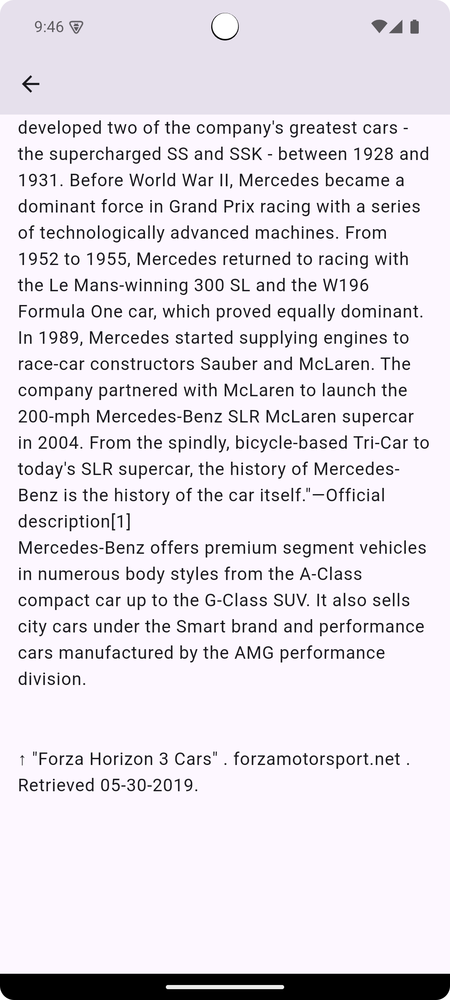 9:46
developed two of the company's greatest cars -
the supercharged SS and SSK - between 1928 and
1931. Before World War II, Mercedes became a
dominant force in Grand Prix racing with a series
of technologically advanced machines. From
1952 to 1955, Mercedes returned to racing with
the Le Mans-winning 300 SL and the W196
Formula One car, which proved equally dominant.
In 1989, Mercedes started supplying engines to
race-car constructors Sauber and McLaren. The
company partnered with McLaren to launch the
200-mph Mercedes-Benz SLR McLaren supercar
in 2004. From the spindly, bicycle-based Tri-Car to
today's SLR supercar, the history of Mercedes-
Benz is the history of the car itself."—Official
description[1]
Mercedes-Benz offers premium segment vehicles
in numerous body styles from the A-Class
compact car up to the G-Class SUV. It also sells
city cars under the Smart brand and performance
cars manufactured by the AMG performance
division.
↑ "Forza Horizon 3 Cars" . forzamotorsport.net .
Retrieved 05-30-2019.